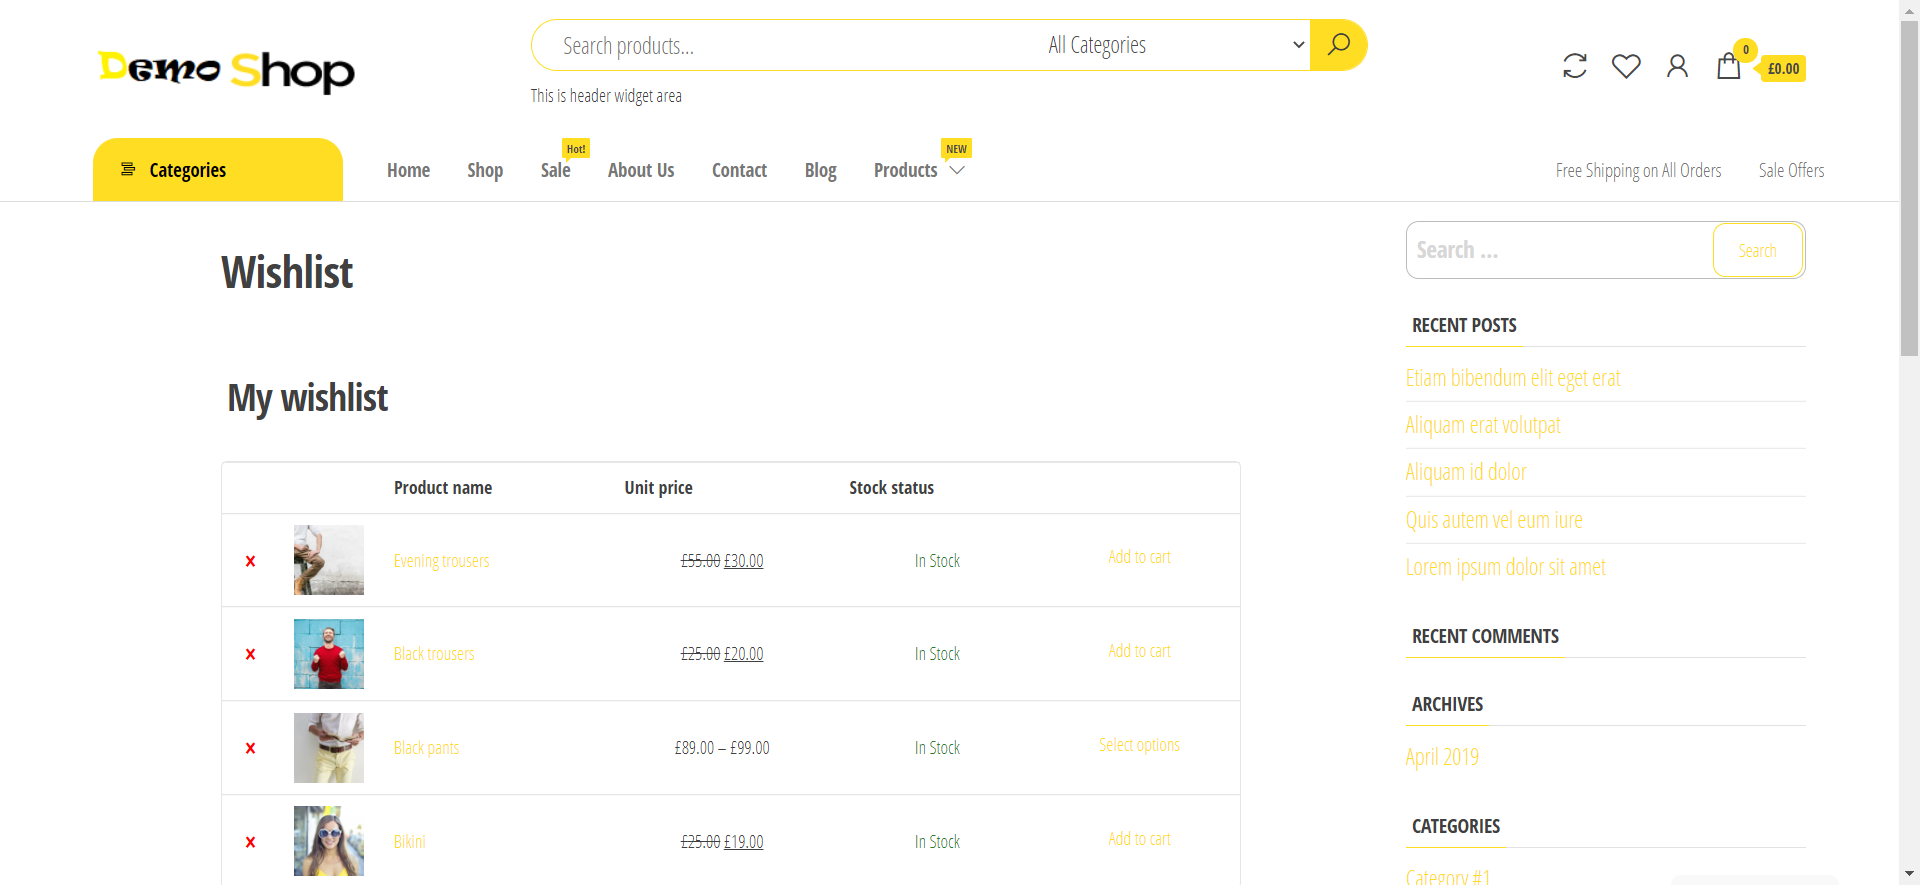 Demo Shop
Search products...
All Categories
This is header widget area
0
£0.00
Categories
Home
Shop
Sale
Hot!
About Us
Contact
Blog
Products
NEW
Free Shipping on All Orders
Sale Offers
Wishlist
My wishlist
Product name Unit price Stock status
Evening trousers £55.00 £30.00 In Stock Add to cart
Black trousers £25.00 £20.00 In Stock Add to cart
Black pants £89.00 – £99.00 In Stock Select options
Bikini £25.00 £19.00 In Stock Add to cart
Search ...
Search
RECENT POSTS
Etiam bibendum elit eget erat
Aliquam erat volutpat
Aliquam id dolor
Quis autem vel eum iure
Lorem ipsum dolor sit amet
RECENT COMMENTS
ARCHIVES
April 2019
CATEGORIES
Category #1